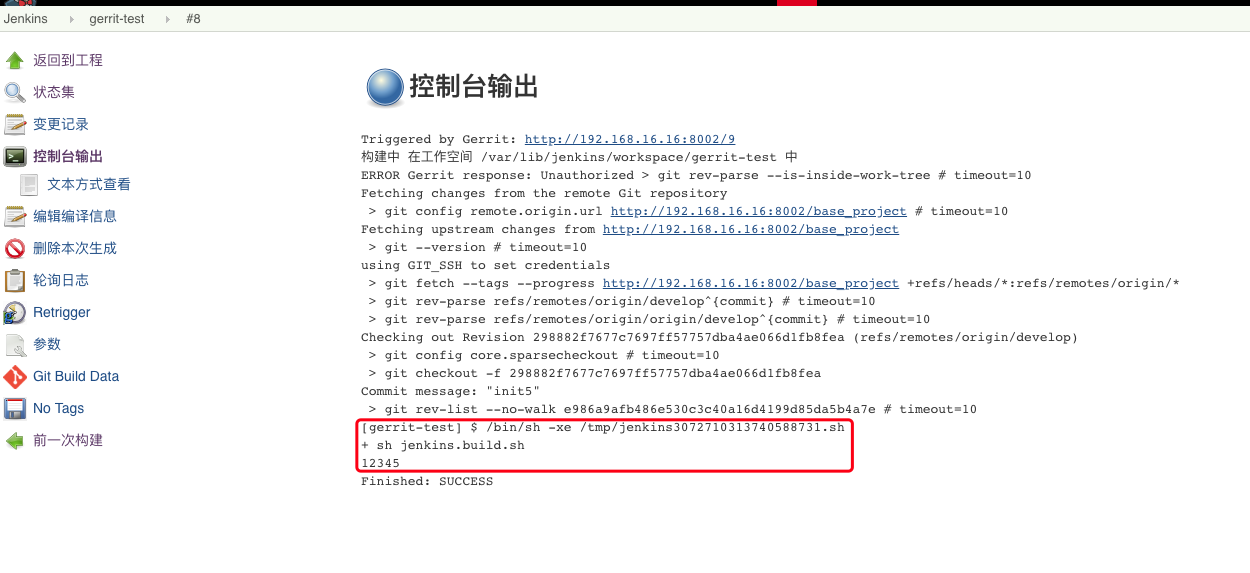 Jenkins gerrit-test #8
返回到工程
状态集
变更记录
控制台输出
文本方式查看
编辑编译信息
删除本次生成
轮询日志
Retrigger
参数
Git Build Data
No Tags
前一次构建
控制台输出
Triggered by Gerrit: http://192.168.16.16:8002/9
构建中 在工作空间 /var/lib/jenkins/workspace/gerrit-test 中
ERROR Gerrit response: Unauthorized > git rev-parse --is-inside-work-tree # timeout=10
Fetching changes from the remote Git repository
> git config remote.origin.url http://192.168.16.16:8002/base_project # timeout=10
Fetching upstream changes from http://192.168.16.16:8002/base_project
> git --version # timeout=10
using GIT_SSH to set credentials
> git fetch --tags --progress http://192.168.16.16:8002/base_project +refs/heads/*:refs/remotes/origin/*
> git rev-parse refs/remotes/origin/develop^{commit} # timeout=10
> git rev-parse refs/remotes/origin/origin/develop^{commit} # timeout=10
Checking out Revision 298882f7677c7697ff57757dba4ae066d1fb8fea (refs/remotes/origin/develop)
> git config core.sparsecheckout # timeout=10
> git checkout -f 298882f7677c7697ff57757dba4ae066d1fb8fea
Commit message: "init5"
> git rev-list --no-walk e986a9afb486e530c3c40a16d4199d85da5b4a7e # timeout=10
[gerrit-test] $ /bin/sh -xe /tmp/jenkins3072710313740588731.sh
+ sh jenkins.build.sh
12345
Finished: SUCCESS